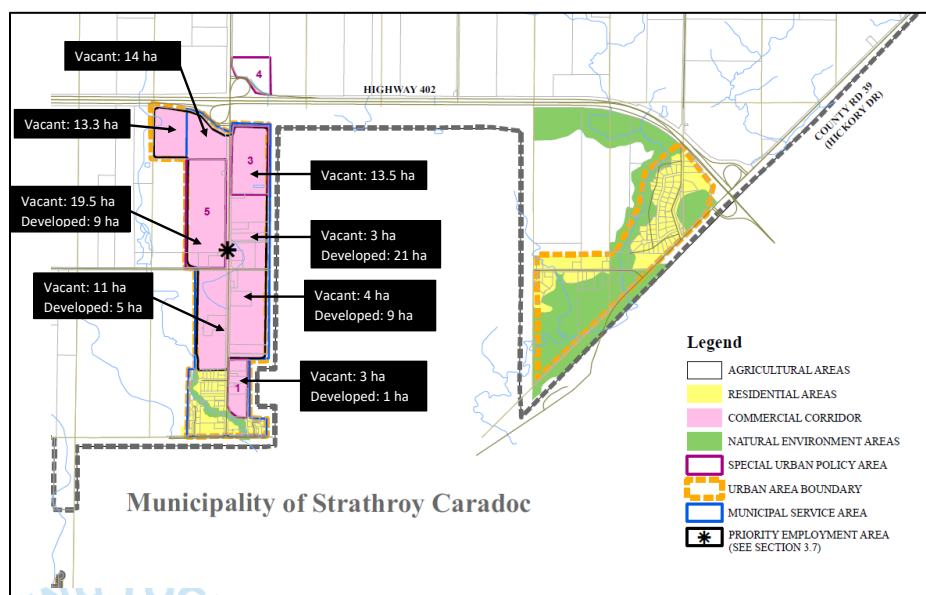 Vacant: 14 ha
4
HIGHWAY 402
COUNTY RD 39
(HICKORY DR)
Vacant: 13.3 ha
3
Vacant: 13.5 ha
Vacant: 19.5 ha
Developed: 9 ha
5
Vacant: 3 ha
Developed: 21 ha
Vacant: 11 ha
Developed: 5 ha
Vacant: 4 ha
Developed: 9 ha
Vacant: 3 ha
Developed: 1 ha
1
Legend
AGRICULTURAL AREAS
RESIDENTIAL AREAS
COMMERCIAL CORRIDOR
NATURAL ENVIRONMENT AREAS
SPECIAL URBAN POLICY AREA
URBAN AREA BOUNDARY
MUNICIPAL SERVICE AREA
PRIORITY EMPLOYMENT AREA
(SEE SECTION 3.7)
Municipality of Strathroy Caradoc